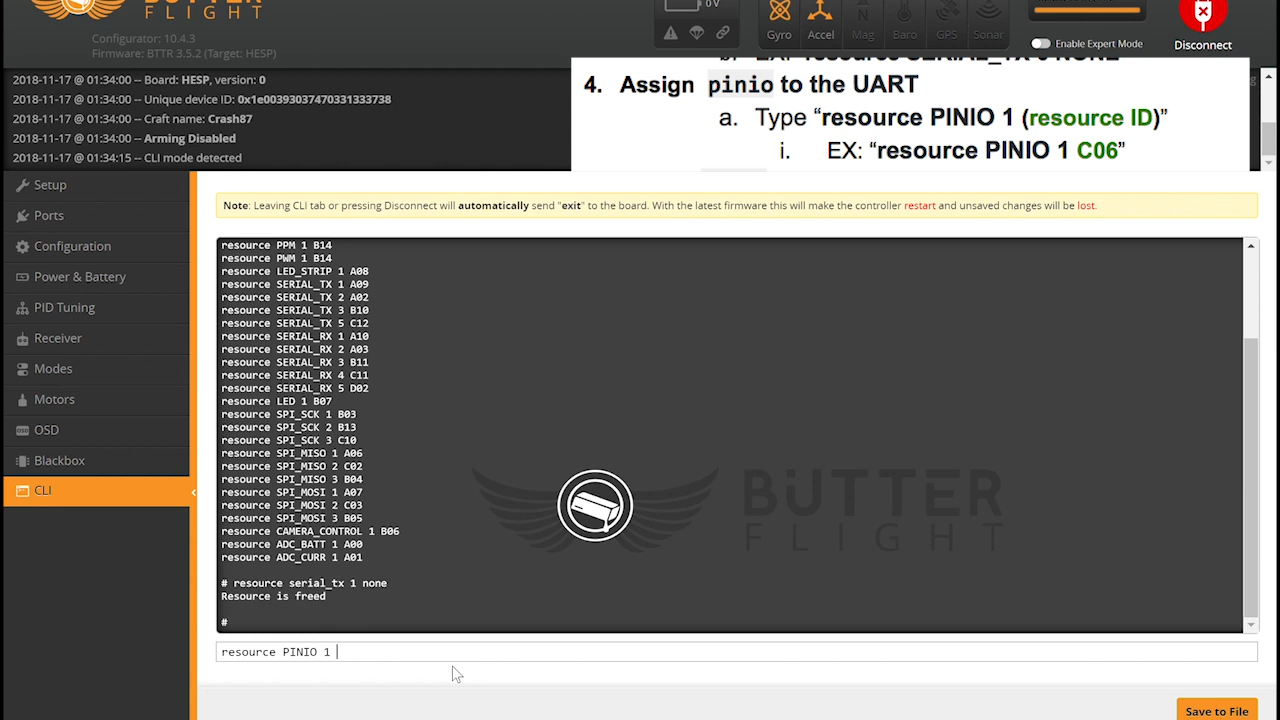 BUTTER
FLIGHT
Configurator: 10.4.3
Firmware: BTTR 3.5.2 (Target: HESP)
0 V
Gyro
Accel
Mag
Baro
GPS
Sonar
Enable Expert Mode
Disconnect
2018-11-17 @ 01:34:00 -- Board: HESP, version: 0
2018-11-17 @ 01:34:00 -- Unique device ID: 0x1e00393037470331333738
2018-11-17 @ 01:34:00 -- Craft name: Crash87
2018-11-17 @ 01:34:00 -- Arming Disabled
2018-11-17 @ 01:34:15 -- CLI mode detected
4. Assign pinio to the UART
a. Type “resource PINIO 1 (resource ID)”
i. EX: “resource PINIO 1 C06”
Setup
Ports
Configuration
Power & Battery
PID Tuning
Receiver
Modes
Motors
OSD
Blackbox
CLI
Note: Leaving CLI tab or pressing Disconnect will automatically send "exit" to the board. With the latest firmware this will make the controller restart and unsaved changes will be lost.
resource PPM 1 B14
resource PWM 1 B14
resource LED_STRIP 1 A08
resource SERIAL_TX 1 A09
resource SERIAL_TX 2 A02
resource SERIAL_TX 3 B10
resource SERIAL_TX 5 C12
resource SERIAL_RX 1 A10
resource SERIAL_RX 2 A03
resource SERIAL_RX 3 B11
resource SERIAL_RX 4 C11
resource SERIAL_RX 5 D02
resource LED 1 B07
resource SPI_SCK 1 B03
resource SPI_SCK 2 B13
resource SPI_SCK 3 C10
resource SPI_MISO 1 A06
resource SPI_MISO 2 C02
resource SPI_MISO 3 B04
resource SPI_MOSI 1 A07
resource SPI_MOSI 2 C03
resource SPI_MOSI 3 B05
resource CAMERA_CONTROL 1 B06
resource ADC_BATT 1 A00
resource ADC_CURR 1 A01
# resource serial_tx 1 none
Resource is freed
#
BÜTTER
FLIGHT
resource PINIO 1
Save to File